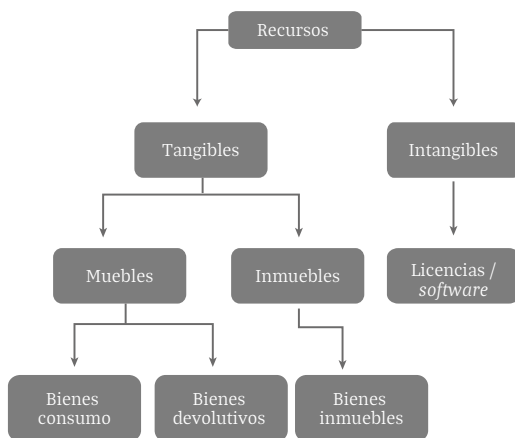 Recursos
Tangibles
Intangibles
Muebles
Inmuebles
Licencias /
software
Bienes
consumo
Bienes
devolutivos
Bienes
inmuebles